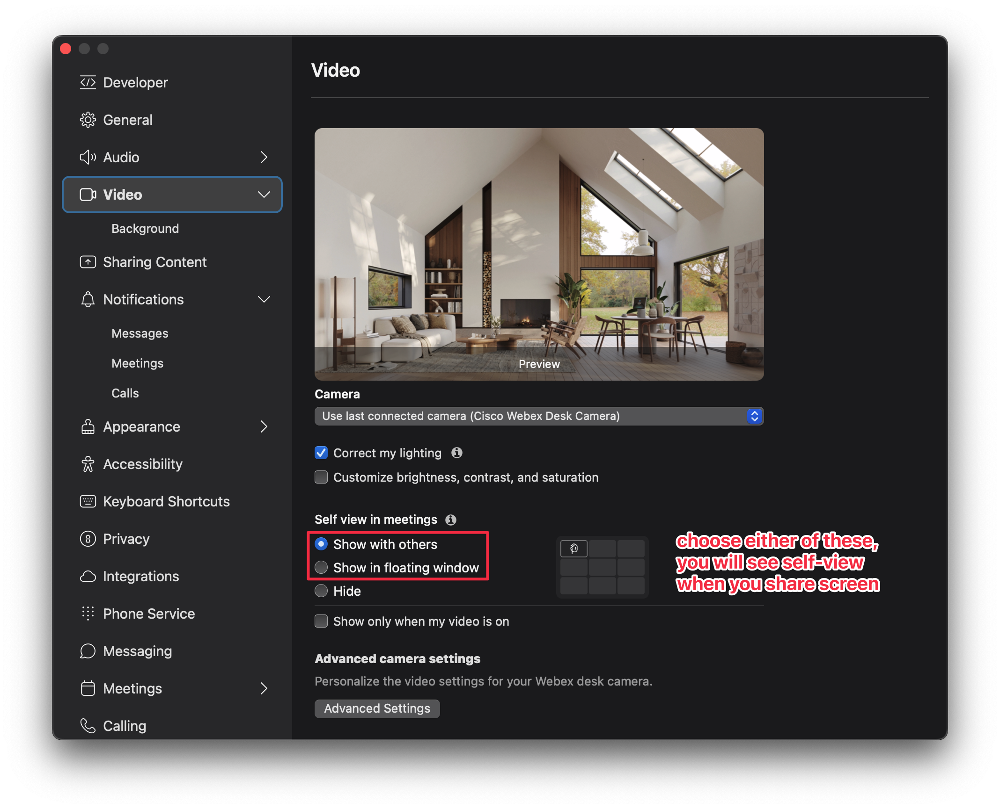 Developer
General
Audio
Video
Background
Sharing Content
Notifications
Messages
Meetings
Calls
Appearance
Accessibility
Keyboard Shortcuts
Privacy
Integrations
Phone Service
Messaging
Meetings
Calling
Video
Preview
Camera
Use last connected camera (Cisco Webex Desk Camera)
Correct my lighting
Customize brightness, contrast, and saturation
Self view in meetings
Show with others
Show in floating window
Hide
choose either of these,
you will see self-view
when you share screen
Show only when my video is on
Advanced camera settings
Personalize the video settings for your Webex desk camera.
Advanced Settings